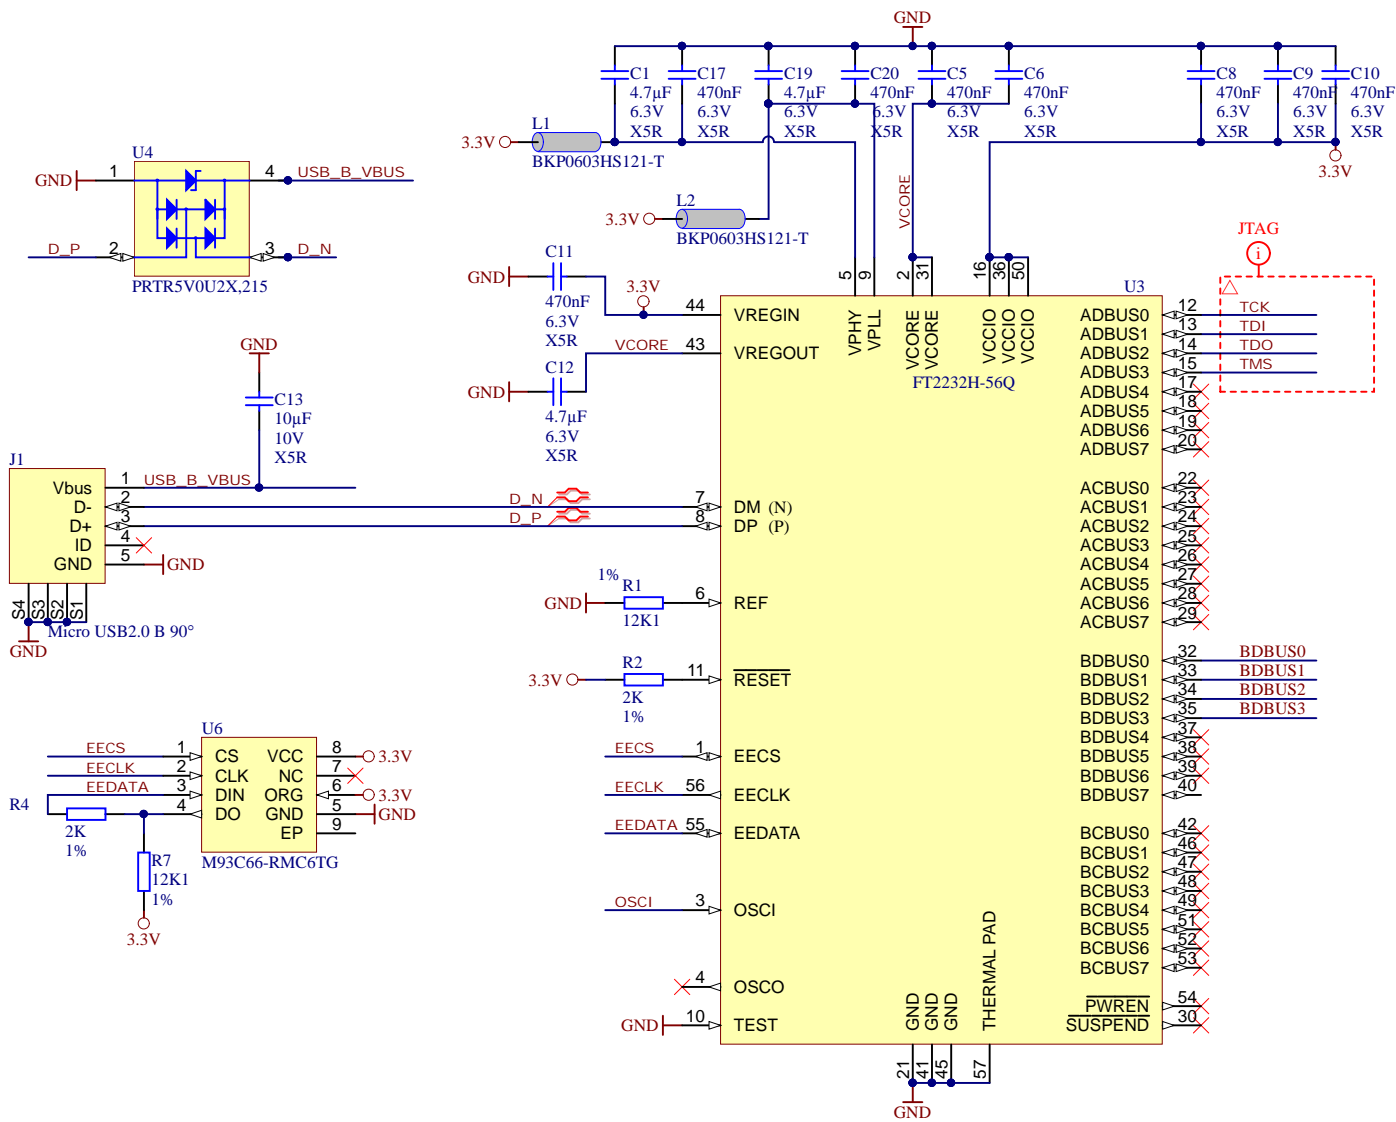 GND
C1
4.7µF
6.3V
X5R
C17
470nF
6.3V
X5R
C19
4.7µF
6.3V
X5R
C20
470nF
6.3V
X5R
C5
470nF
6.3V
X5R
C6
470nF
6.3V
X5R
C8
470nF
6.3V
X5R
C9
470nF
6.3V
X5R
C10
470nF
6.3V
X5R
3.3V
L1
BKP0603HS121-T
3.3V
L2
BKP0603HS121-T
3.3V
VCORE
U4
GND
1
4
USB_B_VBUS
D_P
2
3
D_N
PRTR5V0U2X,215
GND
C11
470nF
6.3V
X5R
3.3V
VCORE
GND
C12
4.7µF
6.3V
X5R
GND
C13
10µF
10V
X5R
J1
Vbus
1
USB_B_VBUS
D-
2
D_N
D+
3
D_P
ID
4
GND
5
GND
S4
S3
S2
S1
Micro USB2.0 B 90°
GND
1%
GND
R1
12K1
3.3V
R2
2K
1%
EECS
EECLK
EEDATA
OSCI
GND
U6
EECS
1
CS
VCC
8
3.3V
EECLK
2
CLK
NC
7
EEDATA
3
DIN
ORG
6
3.3V
4
DO
GND
5
GND
EP
9
M93C66-RMC6TG
R4
2K
1%
R7
12K1
1%
3.3V
U3
FT2232H-56Q
44
VREGIN
43
VREGOUT
7
DM (N)
8
DP (P)
6
REF
11
RESET
1
EECS
56
EECLK
55
EEDATA
3
OSCI
4
OSCO
10
TEST
5
VPHY
9
VPLL
2
VCORE
31
VCORE
16
VCCIO
36
VCCIO
50
VCCIO
ADBUS0
12
TCK
ADBUS1
13
TDI
ADBUS2
14
TDO
ADBUS3
15
TMS
ADBUS4
17
ADBUS5
18
ADBUS6
19
ADBUS7
20
JTAG
i
ACBUS0
22
ACBUS1
23
ACBUS2
24
ACBUS3
25
ACBUS4
26
ACBUS5
27
ACBUS6
28
ACBUS7
29
BDBUS0
32
BDBUS0
BDBUS1
33
BDBUS1
BDBUS2
34
BDBUS2
BDBUS3
35
BDBUS3
BDBUS4
37
BDBUS5
38
BDBUS6
39
BDBUS7
40
BCBUS0
42
BCBUS1
46
BCBUS2
47
BCBUS3
48
BCBUS4
49
BCBUS5
51
BCBUS6
52
BCBUS7
53
PWREN
54
SUSPEND
30
GND
21
GND
41
GND
45
THERMAL PAD
57
GND